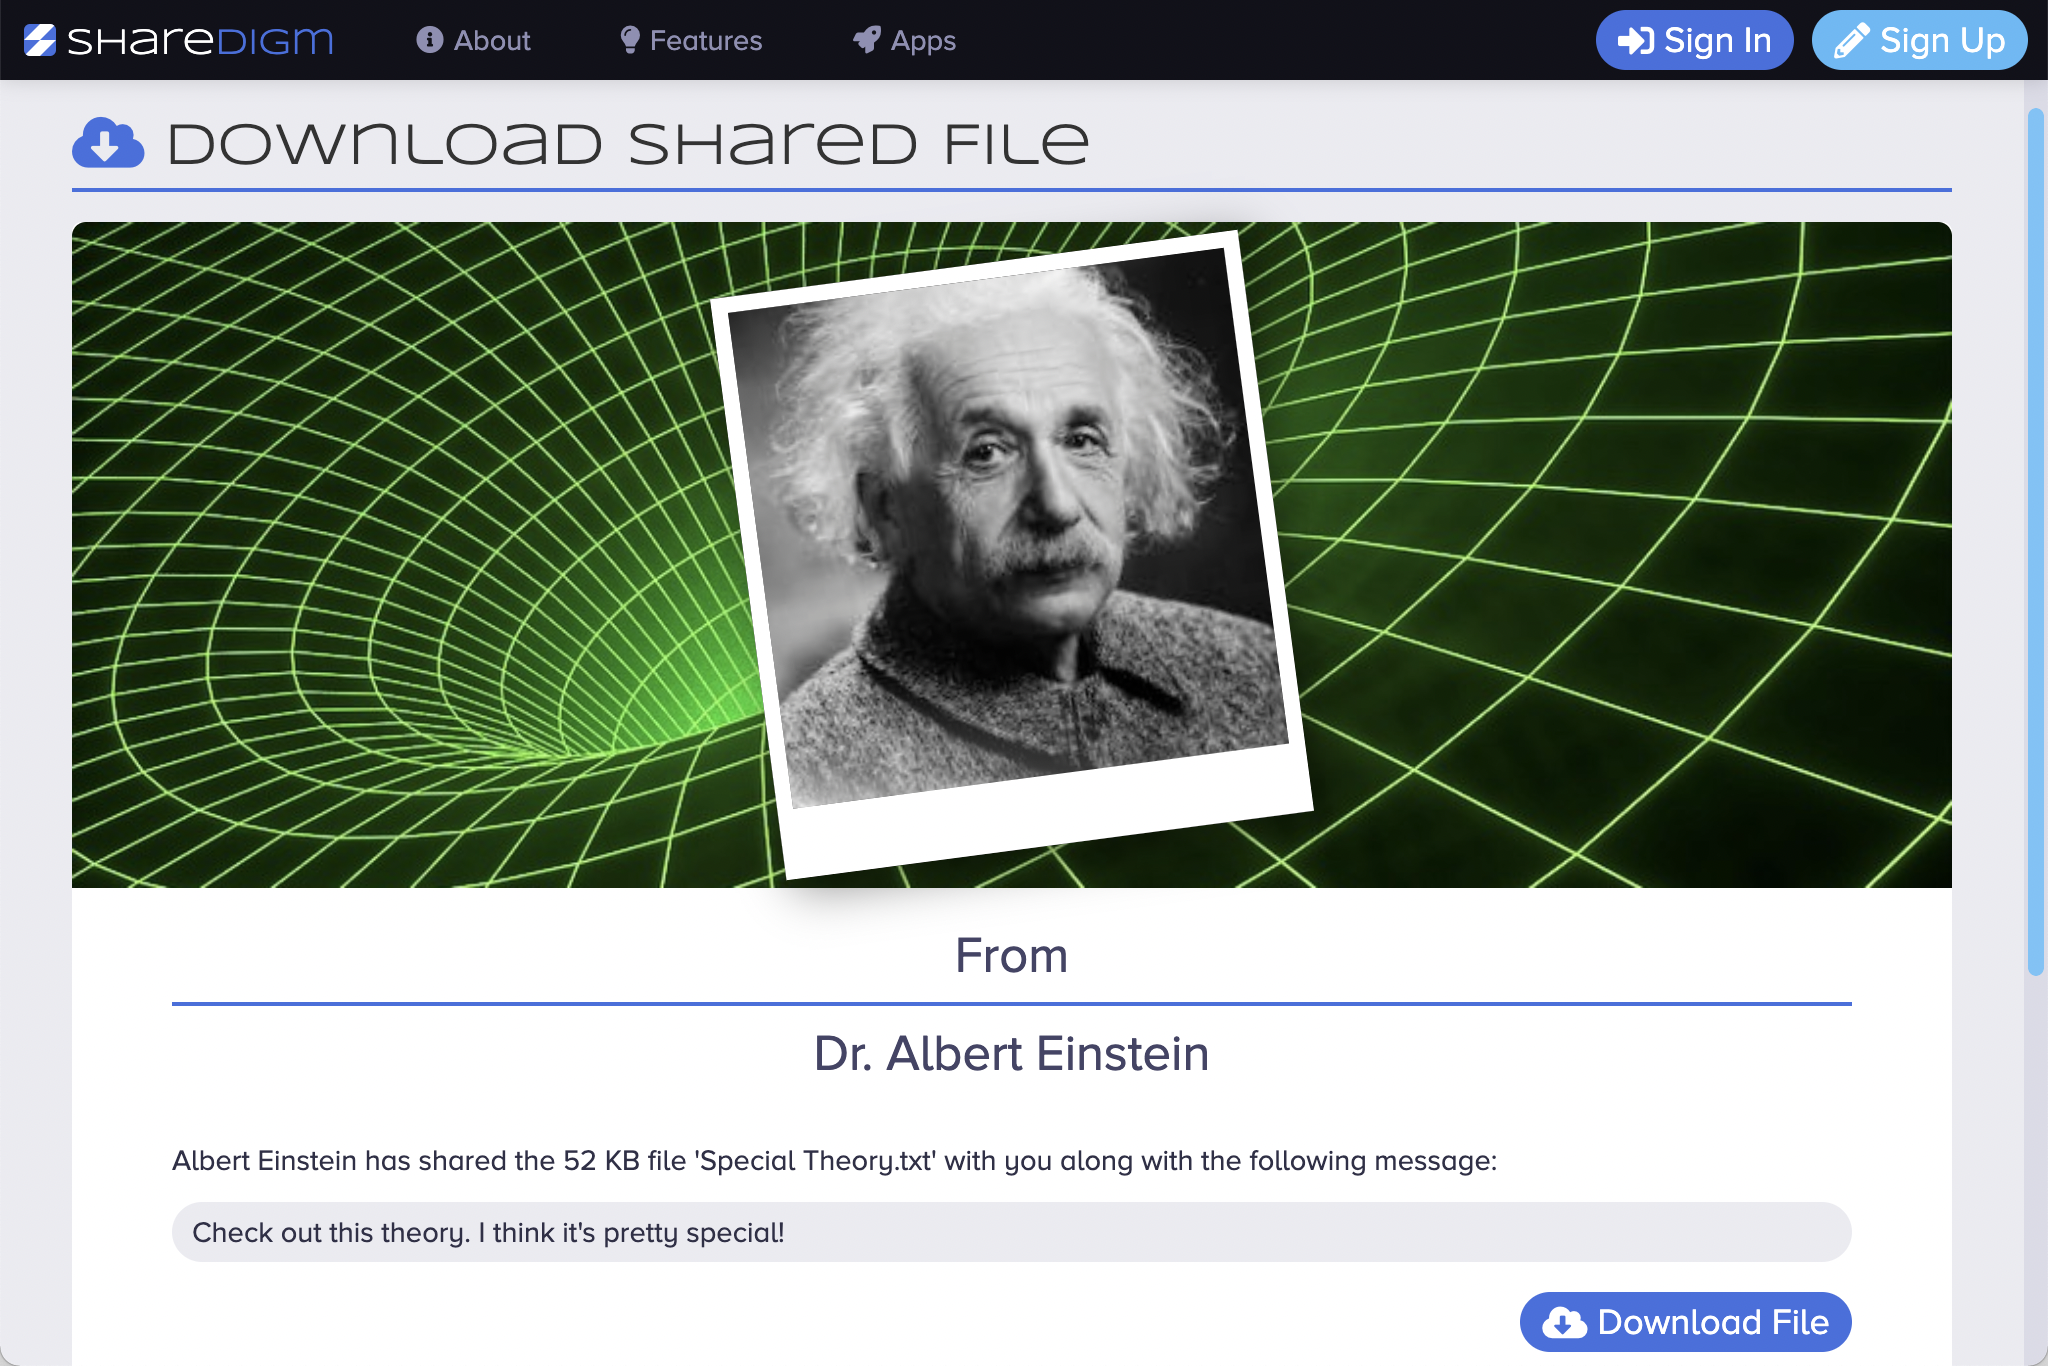 SHareDIGM
About
Features
Apps
Sign In
Sign Up
DOWNLOAD SHareD FILE
From
Dr. Albert Einstein
Albert Einstein has shared the 52 KB file 'Special Theory.txt' with you along with the following message:
Check out this theory. I think it's pretty special!
Download File